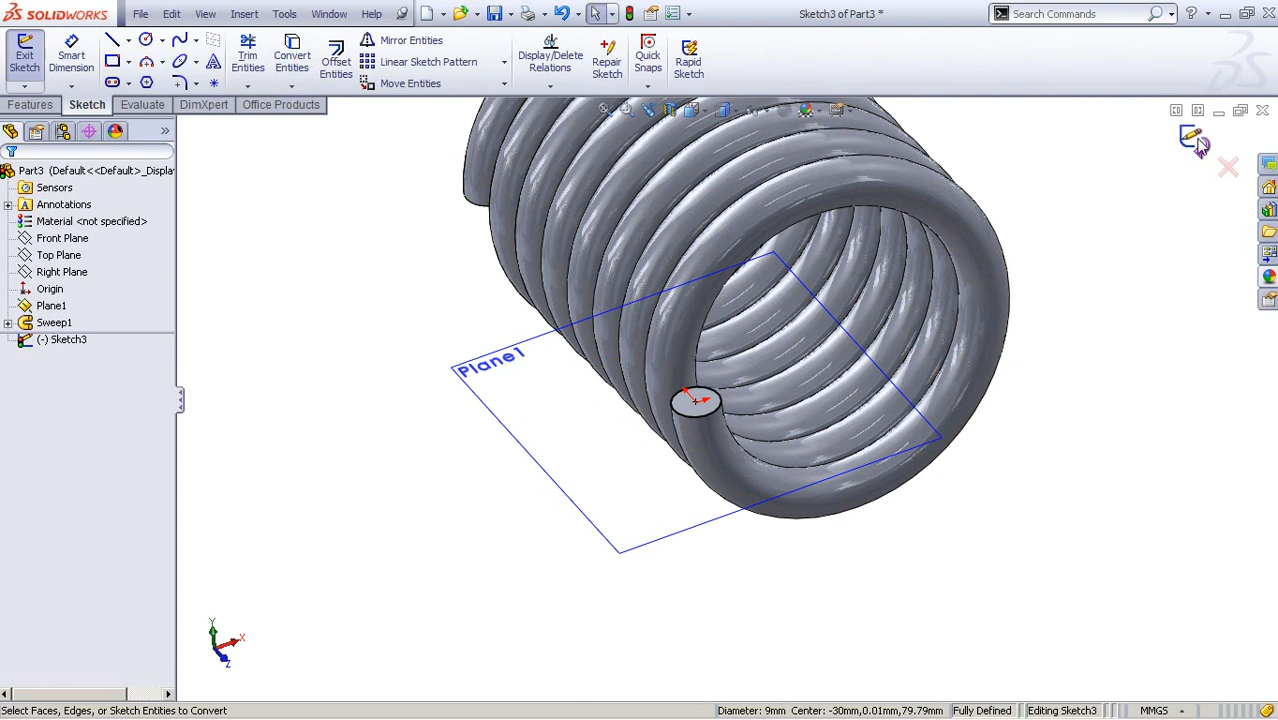 SOLIDWORKS File Edit View Insert Tools Window Help Sketch3 of Part3 * Search Commands
Exit Sketch
Smart Dimension
Trim Entities
Convert Entities
Offset Entities
Mirror Entities
Linear Sketch Pattern
Move Entities
Display/Delete Relations
Repair Sketch
Quick Snaps
Rapid Sketch
Features Sketch Evaluate DimXpert Office Products
Part3 (Default<<Default>_Displa
Sensors
Annotations
Material <not specified>
Front Plane
Top Plane
Right Plane
Origin
Plane1
Sweep1
(-) Sketch3
Plane1
Y
X
Z
Select Faces, Edges, or Sketch Entities to Convert Diameter: 9mm Center: -30mm,0.01mm,79.79mm Fully Defined Editing Sketch3 MMGS